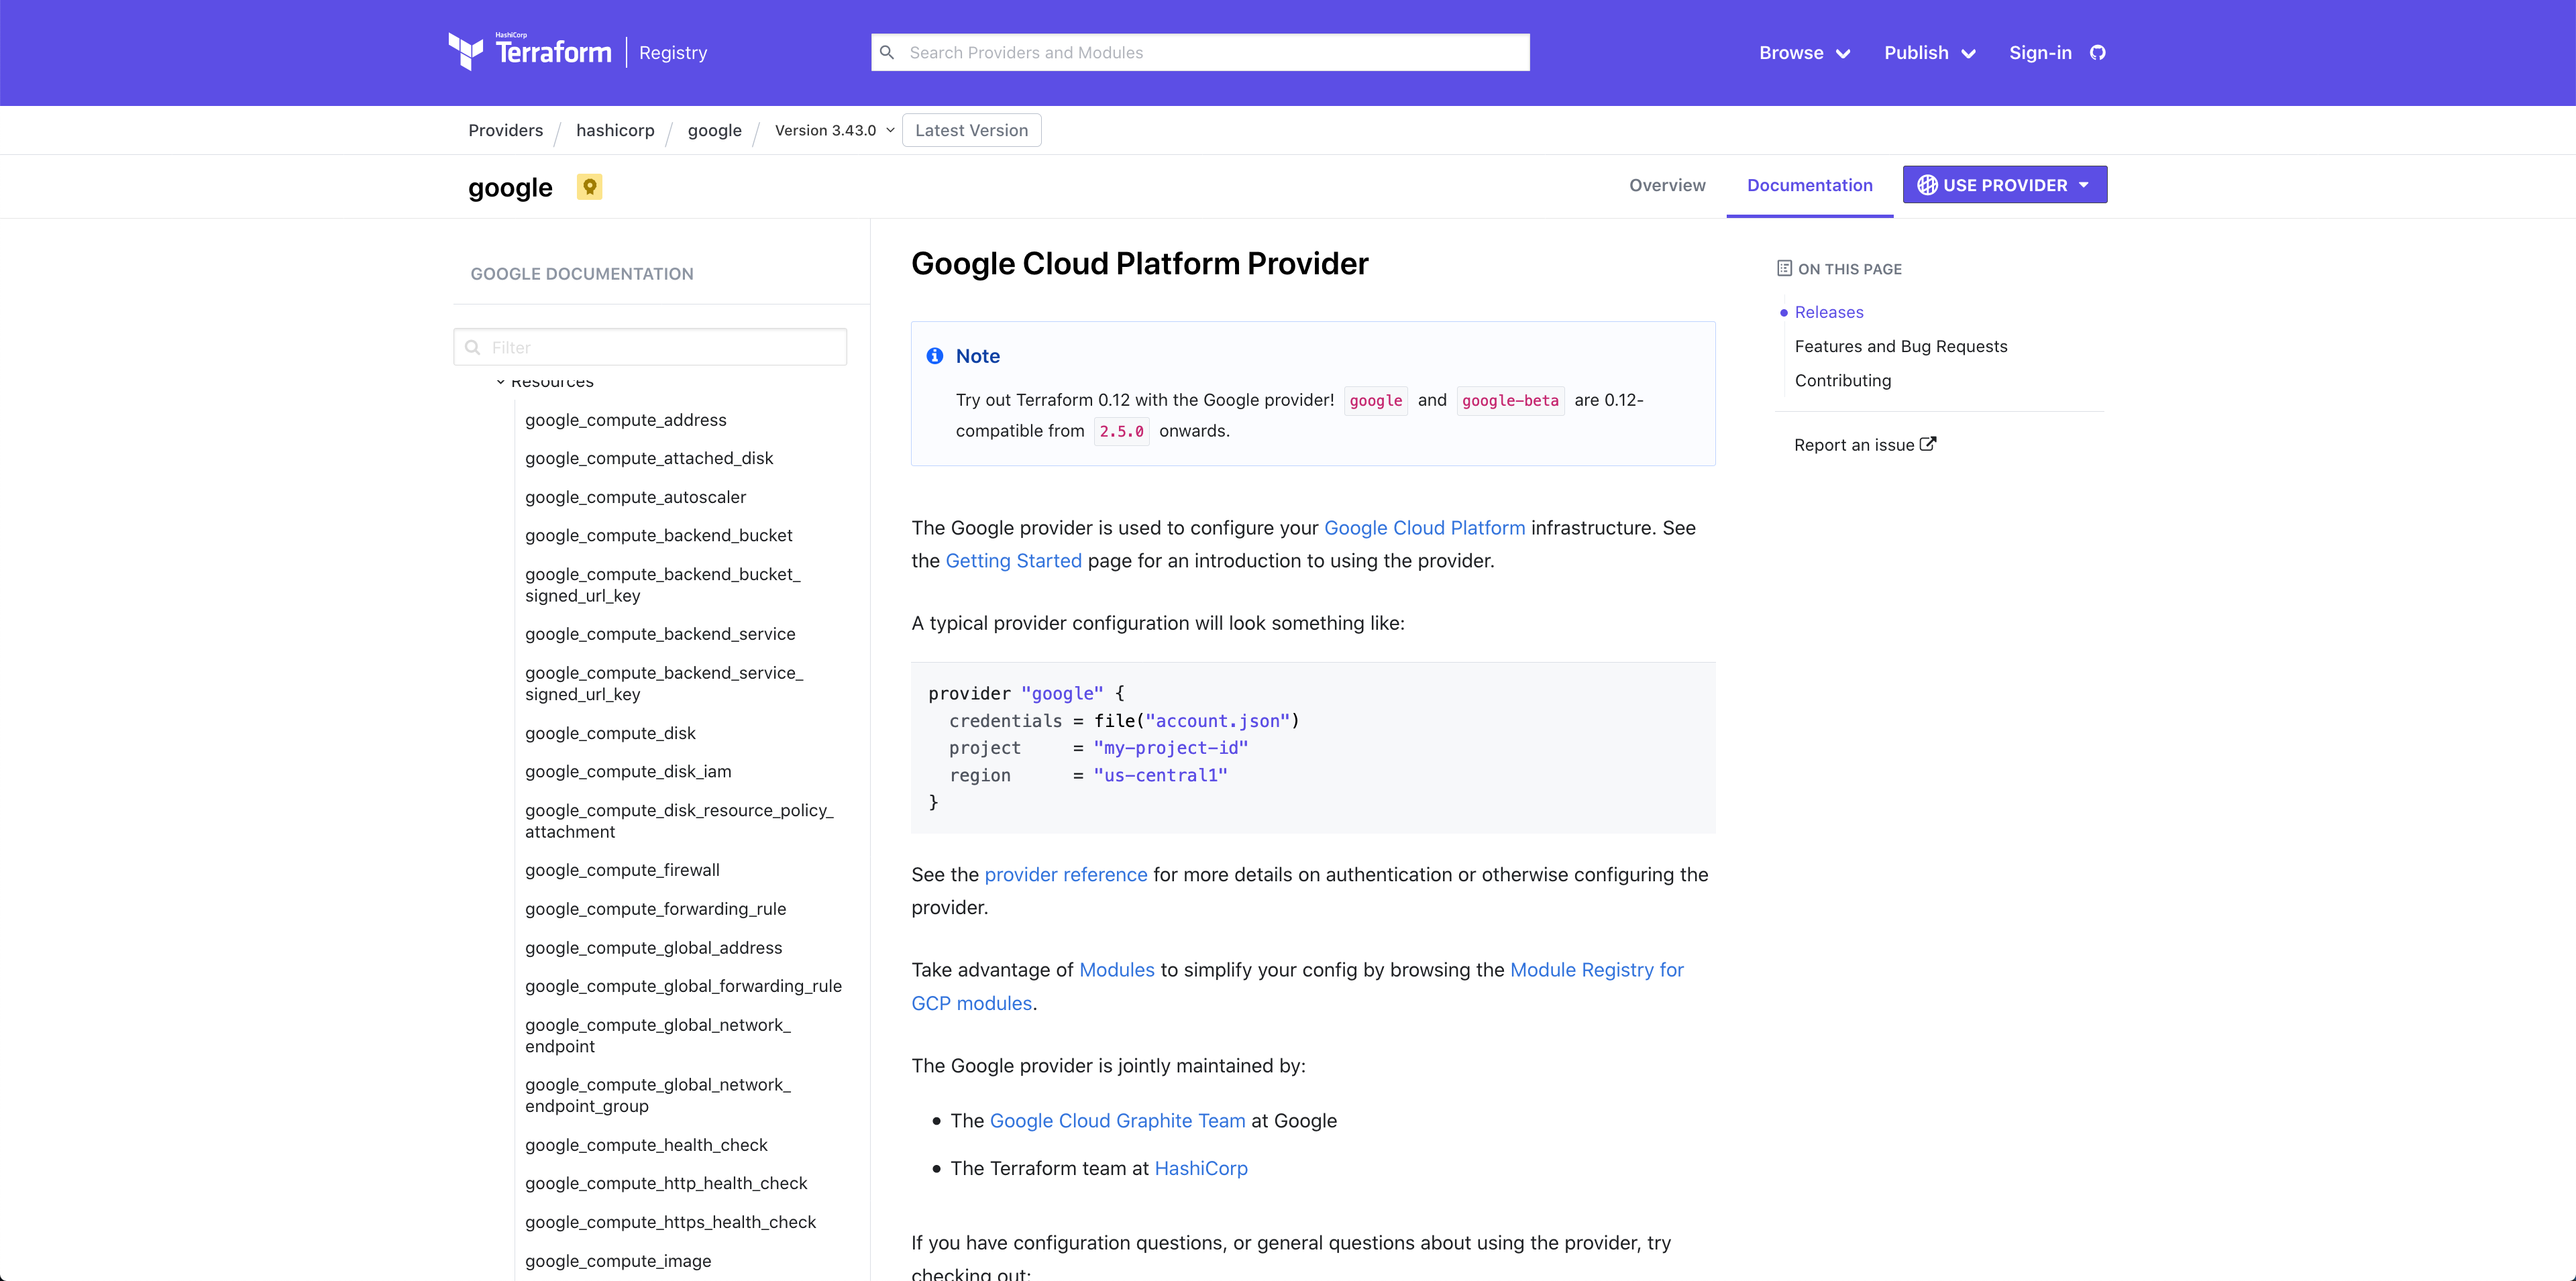 HashiCorp
Terraform
Registry
Search Providers and Modules
Browse
Publish
Sign-in
Providers / hashicorp / google / Version 3.43.0
Latest Version
google
Overview
Documentation
USE PROVIDER
GOOGLE DOCUMENTATION
Filter
Resources
google_compute_address
google_compute_attached_disk
google_compute_autoscaler
google_compute_backend_bucket
google_compute_backend_bucket_
signed_url_key
google_compute_backend_service
google_compute_backend_service_
signed_url_key
google_compute_disk
google_compute_disk_iam
google_compute_disk_resource_policy_
attachment
google_compute_firewall
google_compute_forwarding_rule
google_compute_global_address
google_compute_global_forwarding_rule
google_compute_global_network_
endpoint
google_compute_global_network_
endpoint_group
google_compute_health_check
google_compute_http_health_check
google_compute_https_health_check
google_compute_image
Google Cloud Platform Provider
Note
Try out Terraform 0.12 with the Google provider! google and google-beta are 0.12-
compatible from 2.5.0 onwards.
The Google provider is used to configure your Google Cloud Platform infrastructure. See
the Getting Started page for an introduction to using the provider.
A typical provider configuration will look something like:
provider "google" {
  credentials = file("account.json")
  project     = "my-project-id"
  region      = "us-central1"
}
See the provider reference for more details on authentication or otherwise configuring the
provider.
Take advantage of Modules to simplify your config by browsing the Module Registry for
GCP modules.
The Google provider is jointly maintained by:
• The Google Cloud Graphite Team at Google
• The Terraform team at HashiCorp
If you have configuration questions, or general questions about using the provider, try
checking out:
ON THIS PAGE
Releases
Features and Bug Requests
Contributing
Report an issue